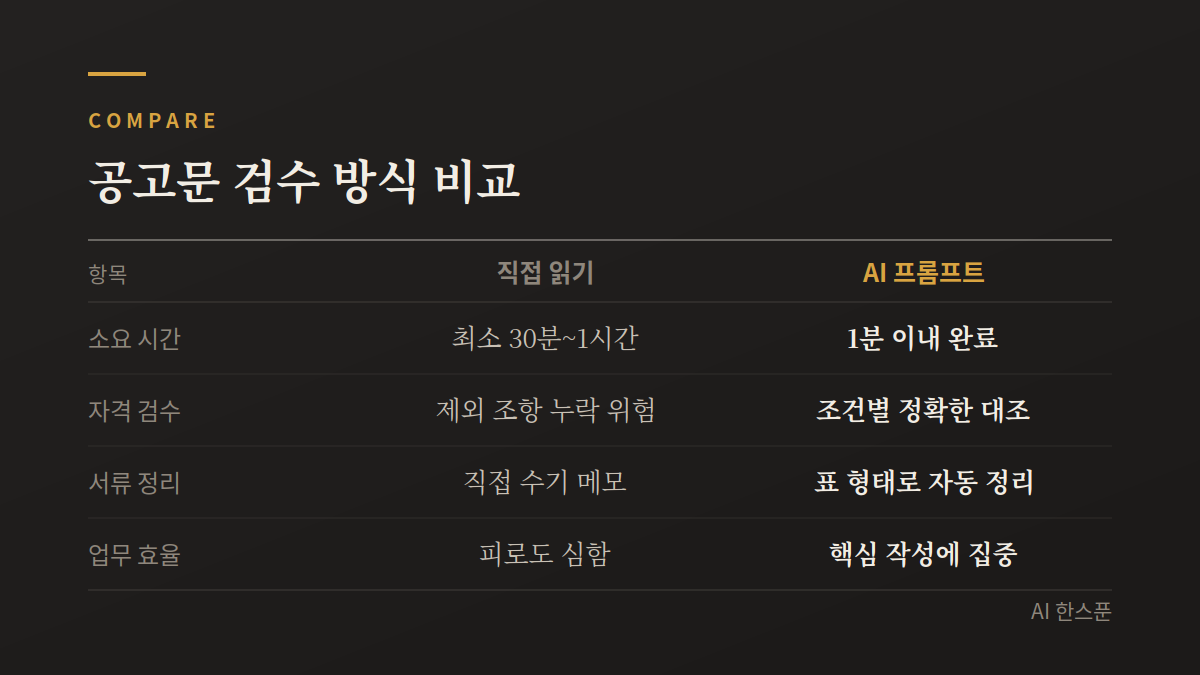 COMPARE
공고문 검수 방식 비교
항목 직접 읽기 AI 프롬프트
소요 시간 최소 30분~1시간 1분 이내 완료
자격 검수 제외 조항 누락 위험 조건별 정확한 대조
서류 정리 직접 수기 메모 표 형태로 자동 정리
업무 효율 피로도 심함 핵심 작성에 집중
AI 한스푼